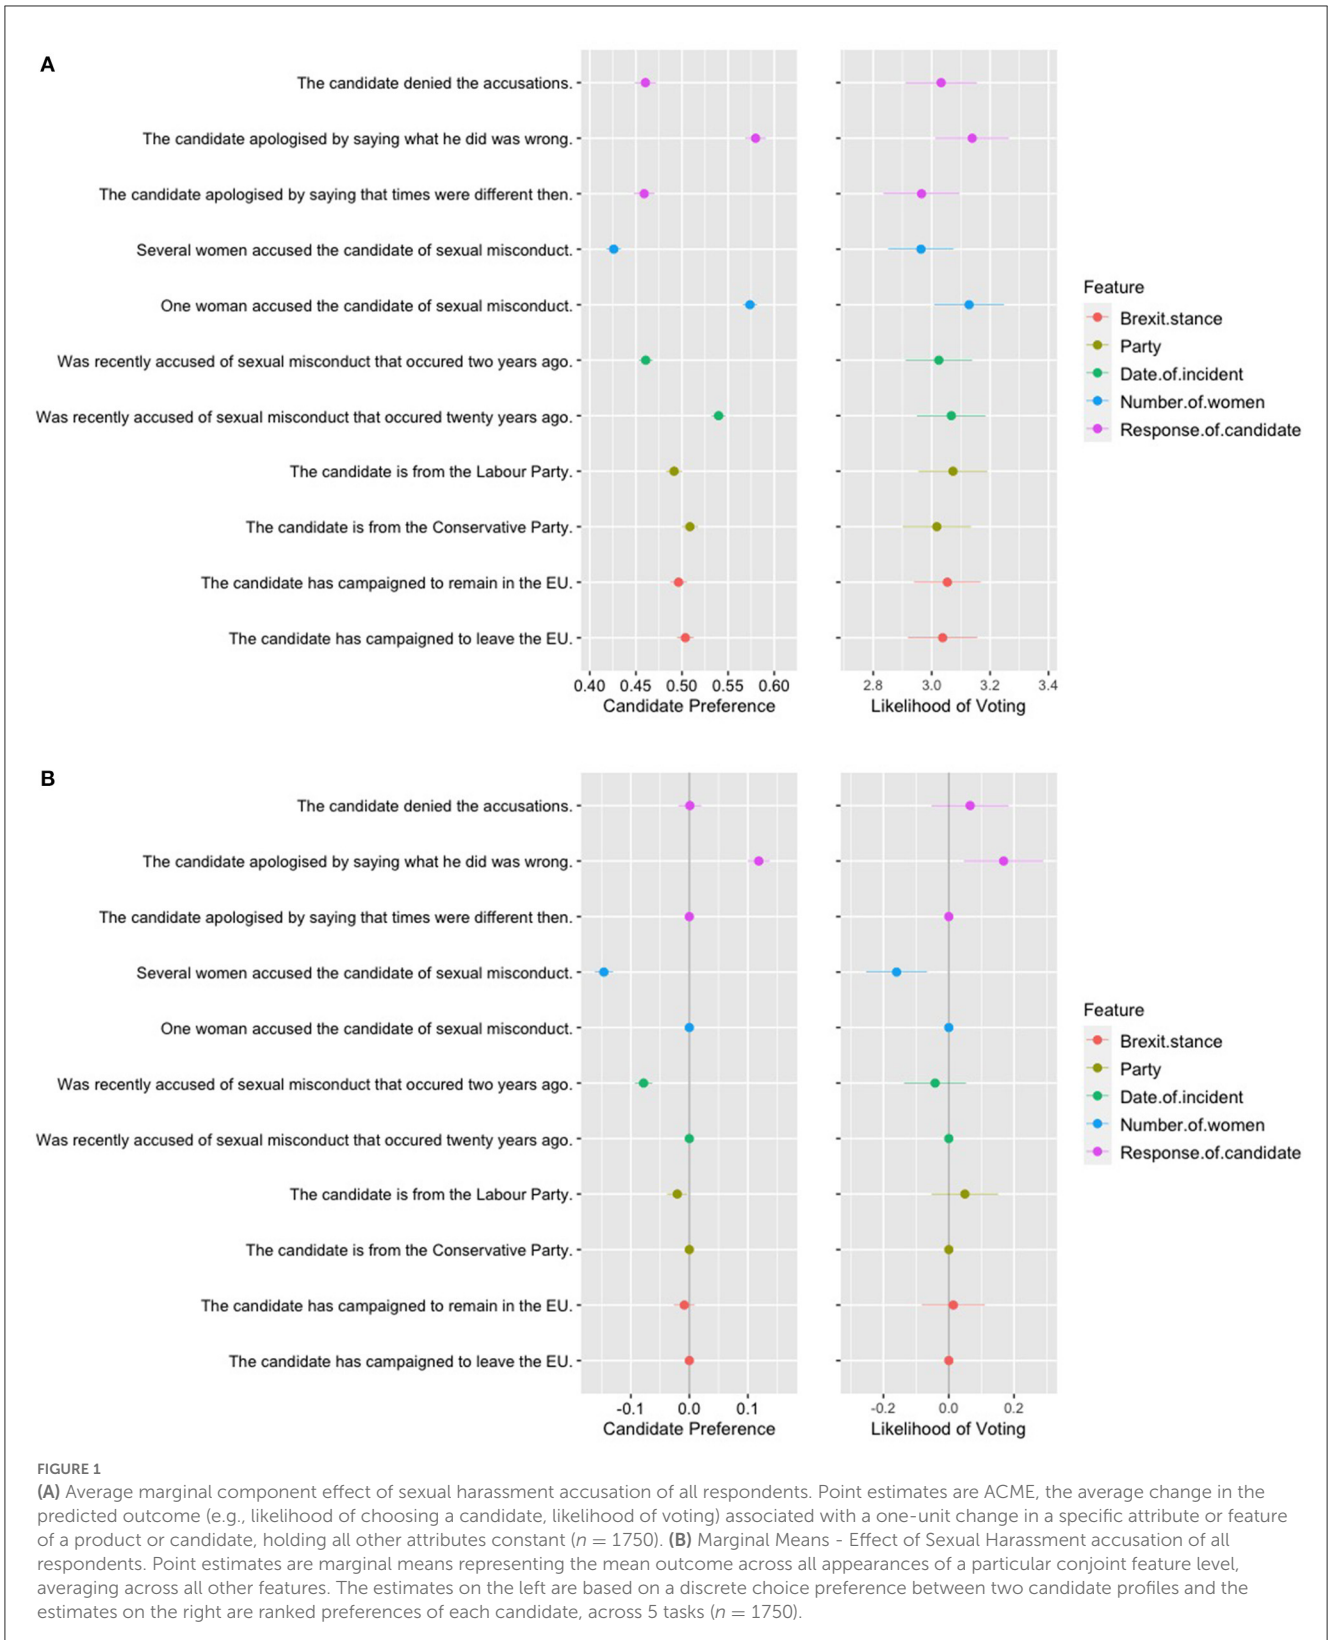 A
The candidate denied the accusations.
The candidate apologised by saying what he did was wrong.
The candidate apologised by saying that times were different then.
Several women accused the candidate of sexual misconduct.
One woman accused the candidate of sexual misconduct.
Was recently accused of sexual misconduct that occured two years ago.
Was recently accused of sexual misconduct that occured twenty years ago.
The candidate is from the Labour Party.
The candidate is from the Conservative Party.
The candidate has campaigned to remain in the EU.
The candidate has campaigned to leave the EU.
0.40 0.45 0.50 0.55 0.60
Candidate Preference
2.8 3.0 3.2 3.4
Likelihood of Voting
Feature
Brexit.stance
Party
Date.of.incident
Number.of.women
Response.of.candidate
B
The candidate denied the accusations.
The candidate apologised by saying what he did was wrong.
The candidate apologised by saying that times were different then.
Several women accused the candidate of sexual misconduct.
One woman accused the candidate of sexual misconduct.
Was recently accused of sexual misconduct that occured two years ago.
Was recently accused of sexual misconduct that occured twenty years ago.
The candidate is from the Labour Party.
The candidate is from the Conservative Party.
The candidate has campaigned to remain in the EU.
The candidate has campaigned to leave the EU.
-0.1 0.0 0.1
Candidate Preference
-0.2 0.0 0.2
Likelihood of Voting
Feature
Brexit.stance
Party
Date.of.incident
Number.of.women
Response.of.candidate
FIGURE 1
(A) Average marginal component effect of sexual harassment accusation of all respondents. Point estimates are ACME, the average change in the
predicted outcome (e.g., likelihood of choosing a candidate, likelihood of voting) associated with a one-unit change in a specific attribute or feature
of a product or candidate, holding all other attributes constant (n = 1750). (B) Marginal Means - Effect of Sexual Harassment accusation of all
respondents. Point estimates are marginal means representing the mean outcome across all appearances of a particular conjoint feature level,
averaging across all other features. The estimates on the left are based on a discrete choice preference between two candidate profiles and the
estimates on the right are ranked preferences of each candidate, across 5 tasks (n = 1750).